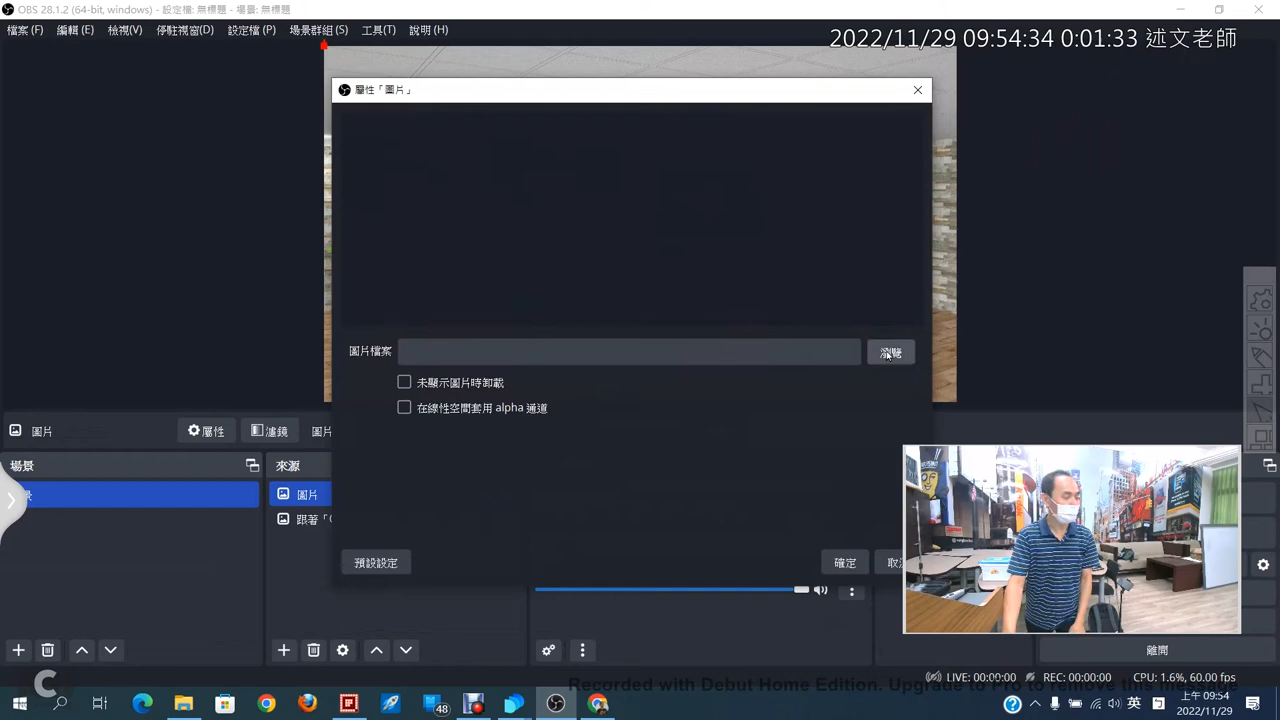 OBS 28.1.2 (64-bit, windows) - 設定檔: 無標題 - 場景: 無標題
檔案 (F) 編輯 (E) 檢視(V) 停駐視窗(D) 設定檔 (P) 場景群組 (S) 工具(T) 說明 (H)
2022/11/29 09:54:34 0:01:33 述文老師
屬性「圖片」
圖片檔案
瀏覽
未顯示圖片時卸載
在線性空間套用 alpha 通道
圖片 屬性 濾鏡 圖片
場景 來源
景 圖片
跟著「
預設設定 確定
離開
LIVE: 00:00:00 REC: 00:00:00 CPU: 1.6%, 60.00 fps
Recorded with Debut Home Edition. Upgrade to Pro to remove this message
C
48
英
上午 09:54
2022/11/29